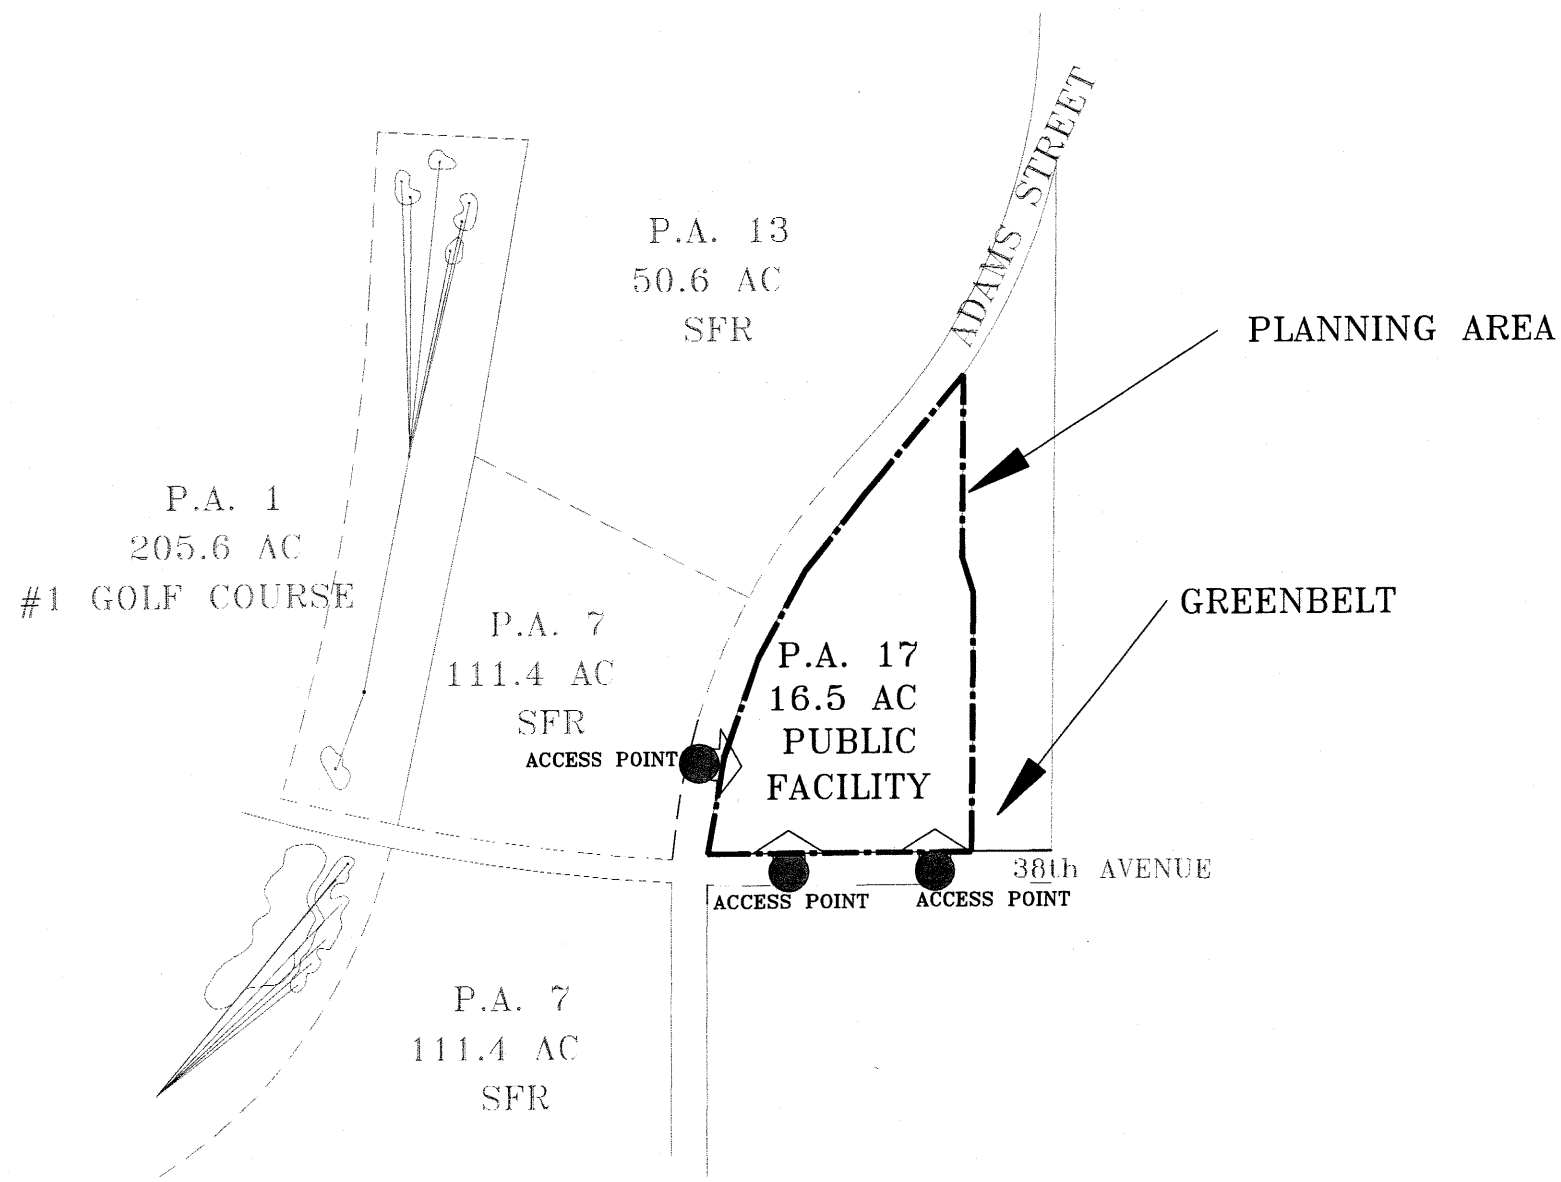 ADAMS STREET
P.A. 13
50.6 AC
SFR
PLANNING AREA
P.A. 1
205.6 AC
#1 GOLF COURSE
P.A. 7
111.4 AC
SFR
ACCESS POINT
P.A. 17
16.5 AC
PUBLIC
FACILITY
GREENBELT
38th AVENUE
ACCESS POINT
ACCESS POINT
P.A. 7
111.4 AC
SFR